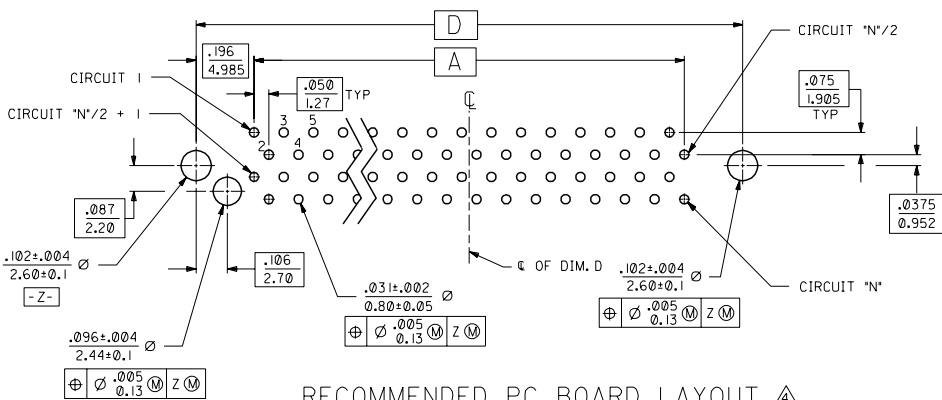 D
CIRCUIT "N"/2
.196
4.985
A
CIRCUIT 1
.050
1.27 TYP
.075
1.905
TYP
CIRCUIT "N"/2 + 1
℄
3 5
2 4
.087
2.20
.0375
0.952
.102±.004
2.60±0.1 ⌀
-Z-
.106
2.70
℄ OF DIM. D
.102±.004
2.60±0.1 ⌀
CIRCUIT "N"
.031±.002
0.80±0.05 ⌀
⌖ ⌀ .005
0.13 Ⓜ Z Ⓜ
⌖ ⌀ .005
0.13 Ⓜ Z Ⓜ
.096±.004
2.44±0.1 ⌀
⌖ ⌀ .005
0.13 Ⓜ Z Ⓜ
RECOMMENDED PC BOARD LAYOUT 4